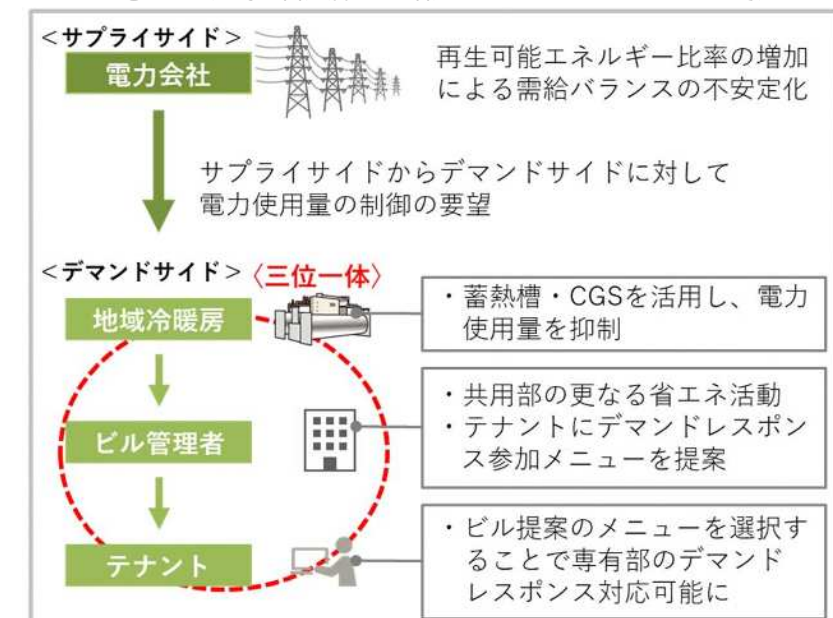 ＜サプライサイド＞
電力会社
再生可能エネルギー比率の増加
による需給バランスの不安定化
サプライサイドからデマンドサイドに対して
電力使用量の制御の要望
＜デマンドサイド＞
〈三位一体〉
地域冷暖房
・蓄熱槽・CGSを活用し、電力
使用量を抑制
ビル管理者
・共用部の更なる省エネ活動
・テナントにデマンドレスポン
ス参加メニューを提案
テナント
・ビル提案のメニューを選択す
ることで専有部のデマンド
レスポンス対応可能に